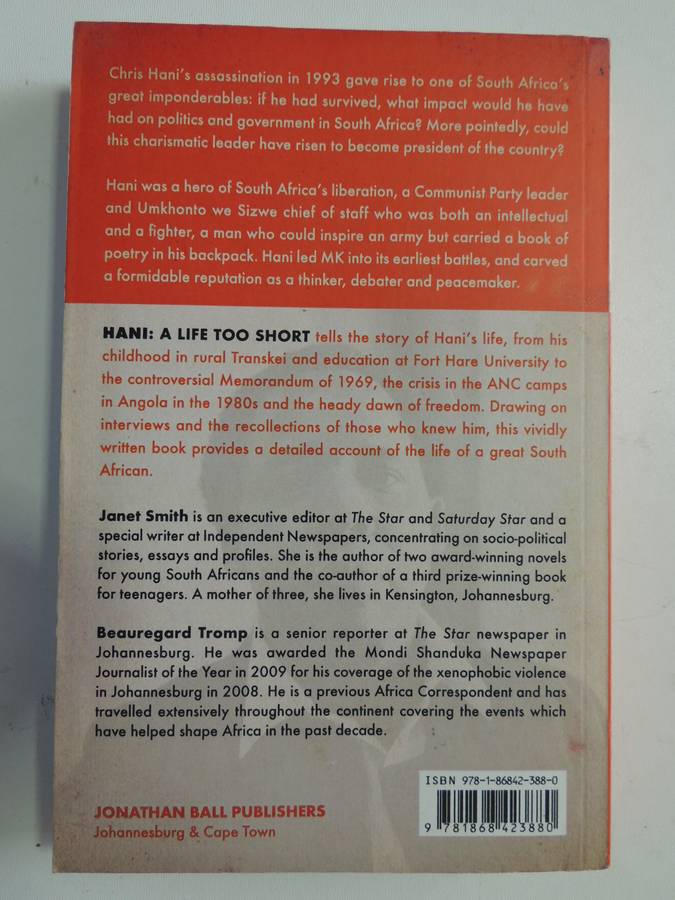 Chris Hani's assassination in 1993 gave rise to one of South Africa's
great imponderables: if he had survived, what impact would he have
had on politics and government in South Africa? More pointedly, could
this charismatic leader have risen to become president of the country?
Hani was a hero of South Africa's liberation, a Communist Party leader
and Umkhonto we Sizwe chief of staff who was both an intellectual
and a fighter, a man who could inspire an army but carried a book of
poetry in his backpack. Hani led MK into its earliest battles, and carved
a formidable reputation as a thinker, debater and peacemaker.
HANI: A LIFE TOO SHORT tells the story of Hani's life, from his
childhood in rural Transkei and education at Fort Hare University to
the controversial Memorandum of 1969, the crisis in the ANC camps
in Angola in the 1980s and the heady dawn of freedom. Drawing on
interviews and the recollections of those who knew him, this vividly
written book provides a detailed account of the life of a great South
African.
Janet Smith is an executive editor at The Star and Saturday Star and a
special writer at Independent Newspapers, concentrating on socio-political
stories, essays and profiles. She is the author of two award-winning novels
for young South Africans and the co-author of a third prize-winning book
for teenagers. A mother of three, she lives in Kensington, Johannesburg.
Beauregard Tromp is a senior reporter at The Star newspaper in
Johannesburg. He was awarded the Mondi Shanduka Newspaper
Journalist of the Year in 2009 for his coverage of the xenophobic violence
in Johannesburg in 2008. He is a previous Africa Correspondent and has
travelled extensively throughout the continent covering the events which
have helped shape Africa in the past decade.
ISBN 978-1-86842-388-0
9 781868 423880
JONATHAN BALL PUBLISHERS
Johannesburg & Cape Town